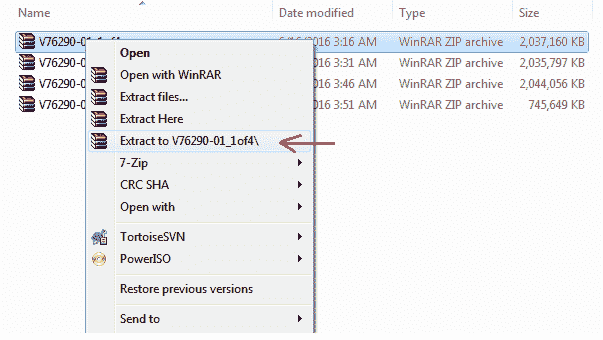 Name Date modified Type Size
V76290-01_1of4 2016 3:16 AM WinRAR ZIP archive 2,037,160 KB
V76290-0 2016 3:31 AM WinRAR ZIP archive 2,035,797 KB
V76290-0 2016 3:46 AM WinRAR ZIP archive 2,044,056 KB
V76290-0 2016 3:51 AM WinRAR ZIP archive 745,649 KB
Open
Open with WinRAR
Extract files...
Extract Here
Extract to V76290-01_1of4\
7-Zip
CRC SHA
Open with
TortoiseSVN
PowerISO
Restore previous versions
Send to